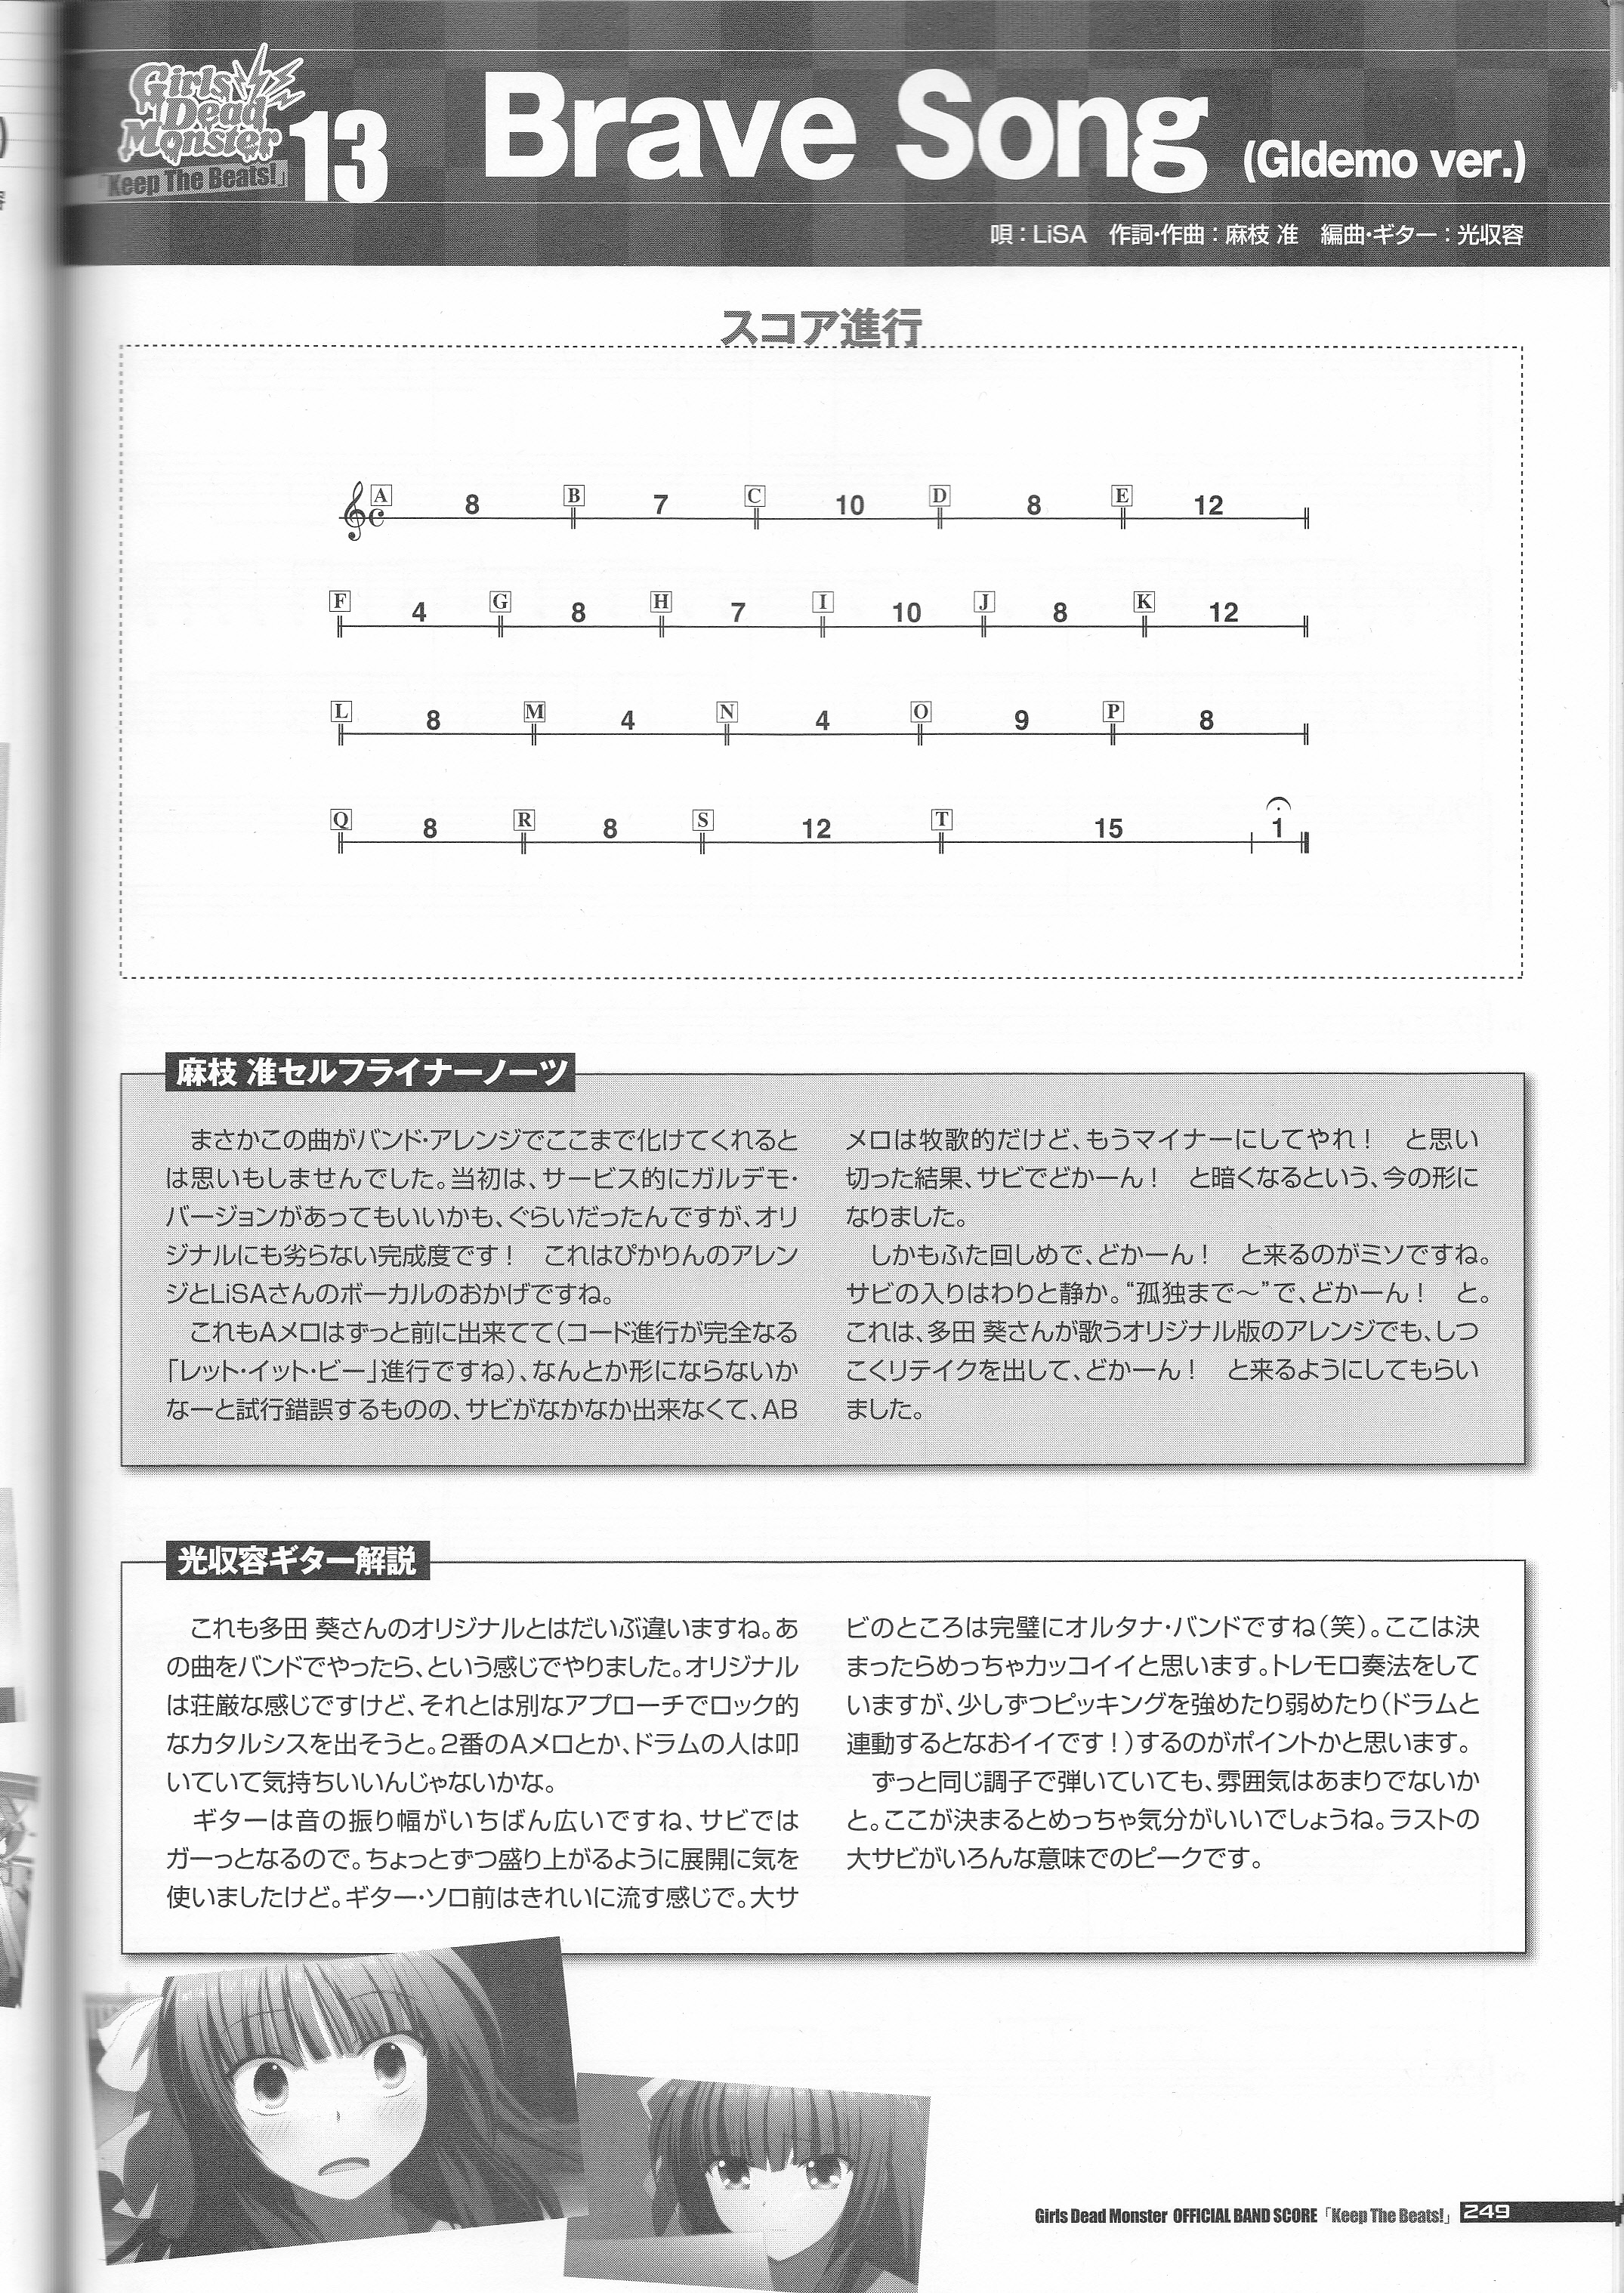 Girls
Dead
Monster
「Keep The Beats!」
13
Brave Song (Gldemo ver.)
唄：LiSA　作詞・作曲：麻枝 准　編曲・ギター：光収容
スコア進行
A 8 B 7 C 10 D 8 E 12
F 4 G 8 H 7 I 10 J 8 K 12
L 8 M 4 N 4 O 9 P 8
Q 8 R 8 S 12 T 15 1
麻枝 准セルフライナーノーツ
まさかこの曲がバンド・アレンジでここまで化けてくれると
は思いもしませんでした。当初は、サービス的にガルデモ・
バージョンがあってもいいかも、ぐらいだったんですが、オリ
ジナルにも劣らない完成度です！　これはぴかりんのアレン
ジとLiSAさんのボーカルのおかげですね。
これもAメロはずっと前に出来てて（コード進行が完全なる
「レット・イット・ビー」進行ですね）、なんとか形にならないか
なーと試行錯誤するものの、サビがなかなか出来なくて、AB
メロは牧歌的だけど、もうマイナーにしてやれ！　と思い
切った結果、サビでどかーん！　と暗くなるという、今の形に
なりました。
しかもふた回しめで、どかーん！　と来るのがミソですね。
サビの入りはわりと静か。“孤独まで〜”で、どかーん！　と。
これは、多田 葵さんが歌うオリジナル版のアレンジでも、しつ
こくリテイクを出して、どかーん！　と来るようにしてもらい
ました。
光収容ギター解説
これも多田 葵さんのオリジナルとはだいぶ違いますね。あ
の曲をバンドでやったら、という感じでやりました。オリジナル
は荘厳な感じですけど、それとは別なアプローチでロック的
なカタルシスを出そうと。2番のAメロとか、ドラムの人は叩
いていて気持ちいいんじゃないかな。
ギターは音の振り幅がいちばん広いですね、サビでは
ガーっとなるので。ちょっとずつ盛り上がるように展開に気を
使いましたけど。ギター・ソロ前はきれいに流す感じで。大サ
ビのところは完璧にオルタナ・バンドですね（笑）。ここは決
まったらめっちゃカッコイイと思います。トレモロ奏法をして
いますが、少しずつピッキングを強めたり弱めたり（ドラムと
連動するとなおイイです！）するのがポイントかと思います。
ずっと同じ調子で弾いていても、雰囲気はあまりでないか
と。ここが決まるとめっちゃ気分がいいでしょうね。ラストの
大サビがいろんな意味でのピークです。
Girls Dead Monster OFFICIAL BAND SCORE「Keep The Beats!」 249